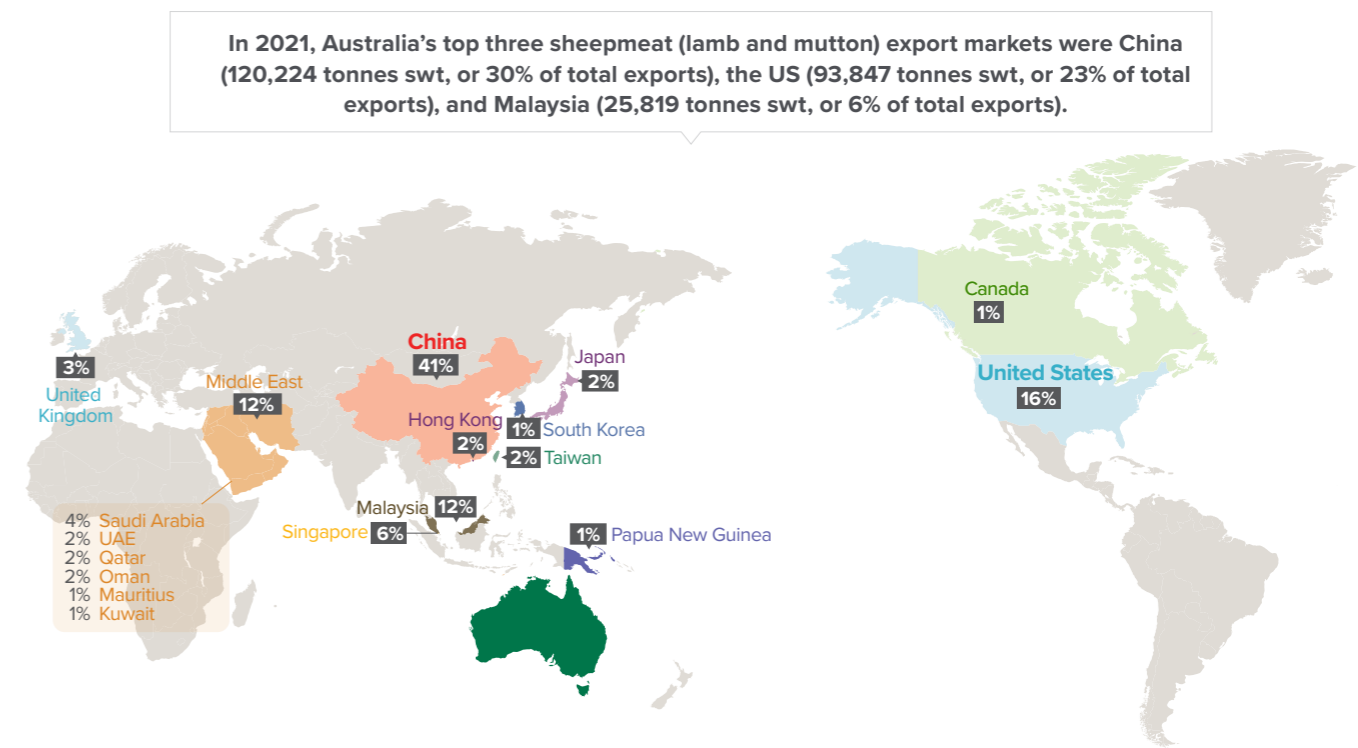 In 2021, Australia’s top three sheepmeat (lamb and mutton) export markets were China
(120,224 tonnes swt, or 30% of total exports), the US (93,847 tonnes swt, or 23% of total
exports), and Malaysia (25,819 tonnes swt, or 6% of total exports).
Canada
1%
China
41%
Japan
2%
3%
United
Kingdom
Middle East
12%
United States
16%
Hong Kong
2%
1% South Korea
2% Taiwan
Malaysia 12%
Singapore 6%
1% Papua New Guinea
4% Saudi Arabia
2% UAE
2% Qatar
2% Oman
1% Mauritius
1% Kuwait